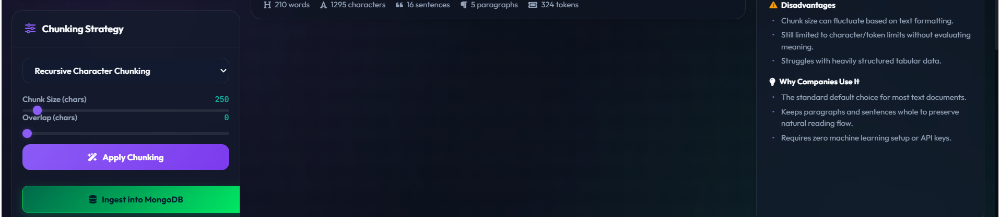 210 words 1295 characters 16 sentences 5 paragraphs 324 tokens
Chunking Strategy
Recursive Character Chunking
Chunk Size (chars) 250
Overlap (chars) 0
Apply Chunking
Ingest into MongoDB
Disadvantages
Chunk size can fluctuate based on text formatting.
Still limited to character/token limits without evaluating
meaning.
Struggles with heavily structured tabular data.
Why Companies Use It
The standard default choice for most text documents.
Keeps paragraphs and sentences whole to preserve
natural reading flow.
Requires zero machine learning setup or API keys.